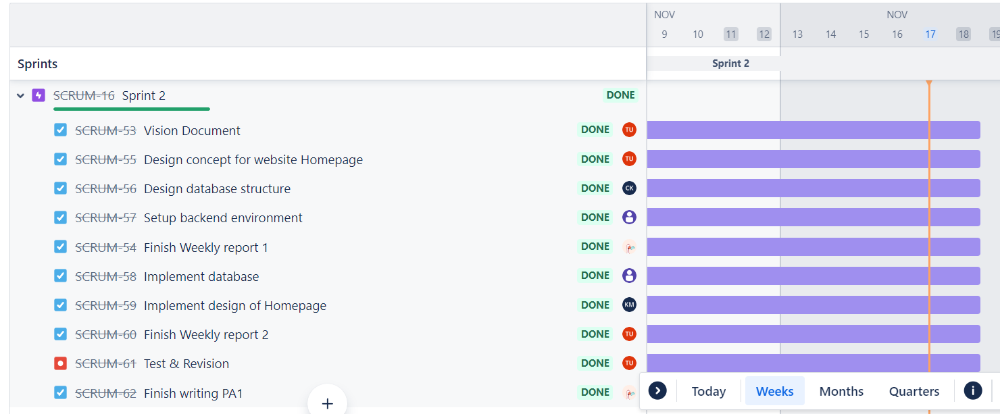 NOV NOV
9 10 11 12 13 14 15 16 17 18 19
Sprints Sprint 2
SCRUM-16 Sprint 2 DONE
SCRUM-53 Vision Document DONE TU
SCRUM-55 Design concept for website Homepage DONE TU
SCRUM-56 Design database structure DONE CK
SCRUM-57 Setup backend environment DONE
SCRUM-54 Finish Weekly report 1 DONE
SCRUM-58 Implement database DONE
SCRUM-59 Implement design of Homepage DONE KM
SCRUM-60 Finish Weekly report 2 DONE TU
SCRUM-61 Test & Revision DONE TU
SCRUM-62 Finish writing PA1 DONE
Today Weeks Months Quarters